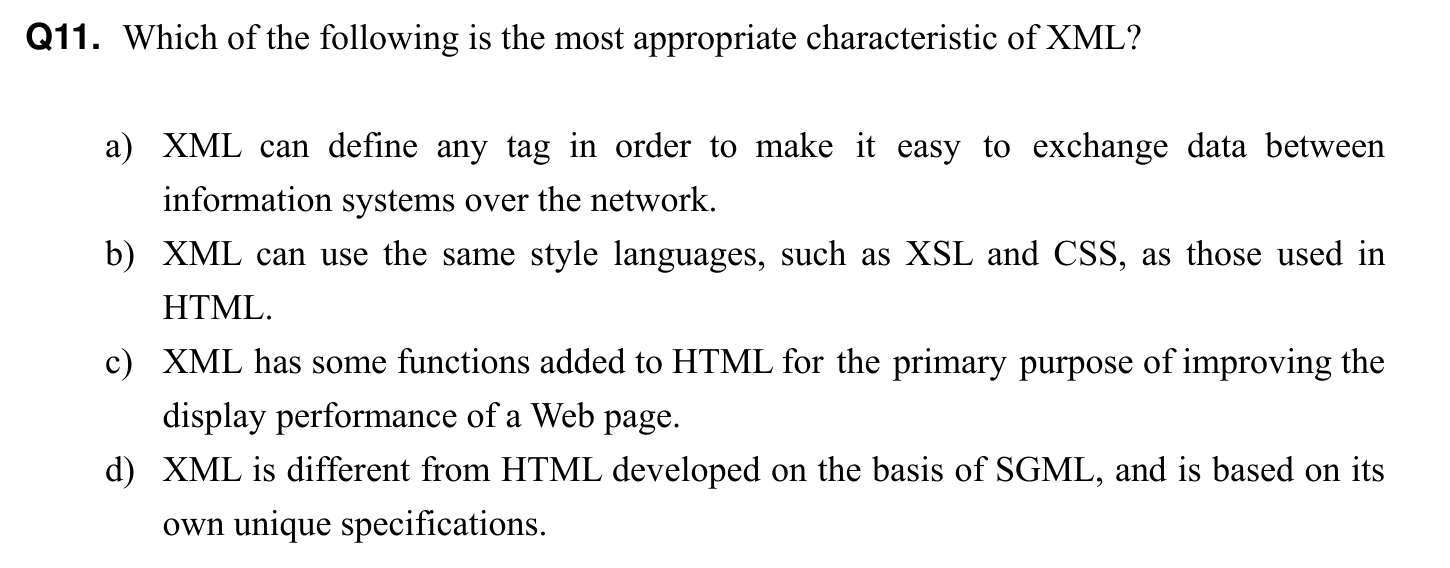 Q11. Which of the following is the most appropriate characteristic of XML?
a) XML can define any tag in order to make it easy to exchange data between
information systems over the network.
b) XML can use the same style languages, such as XSL and CSS, as those used in
HTML.
c) XML has some functions added to HTML for the primary purpose of improving the
display performance of a Web page.
d) XML is different from HTML developed on the basis of SGML, and is based on its
own unique specifications.